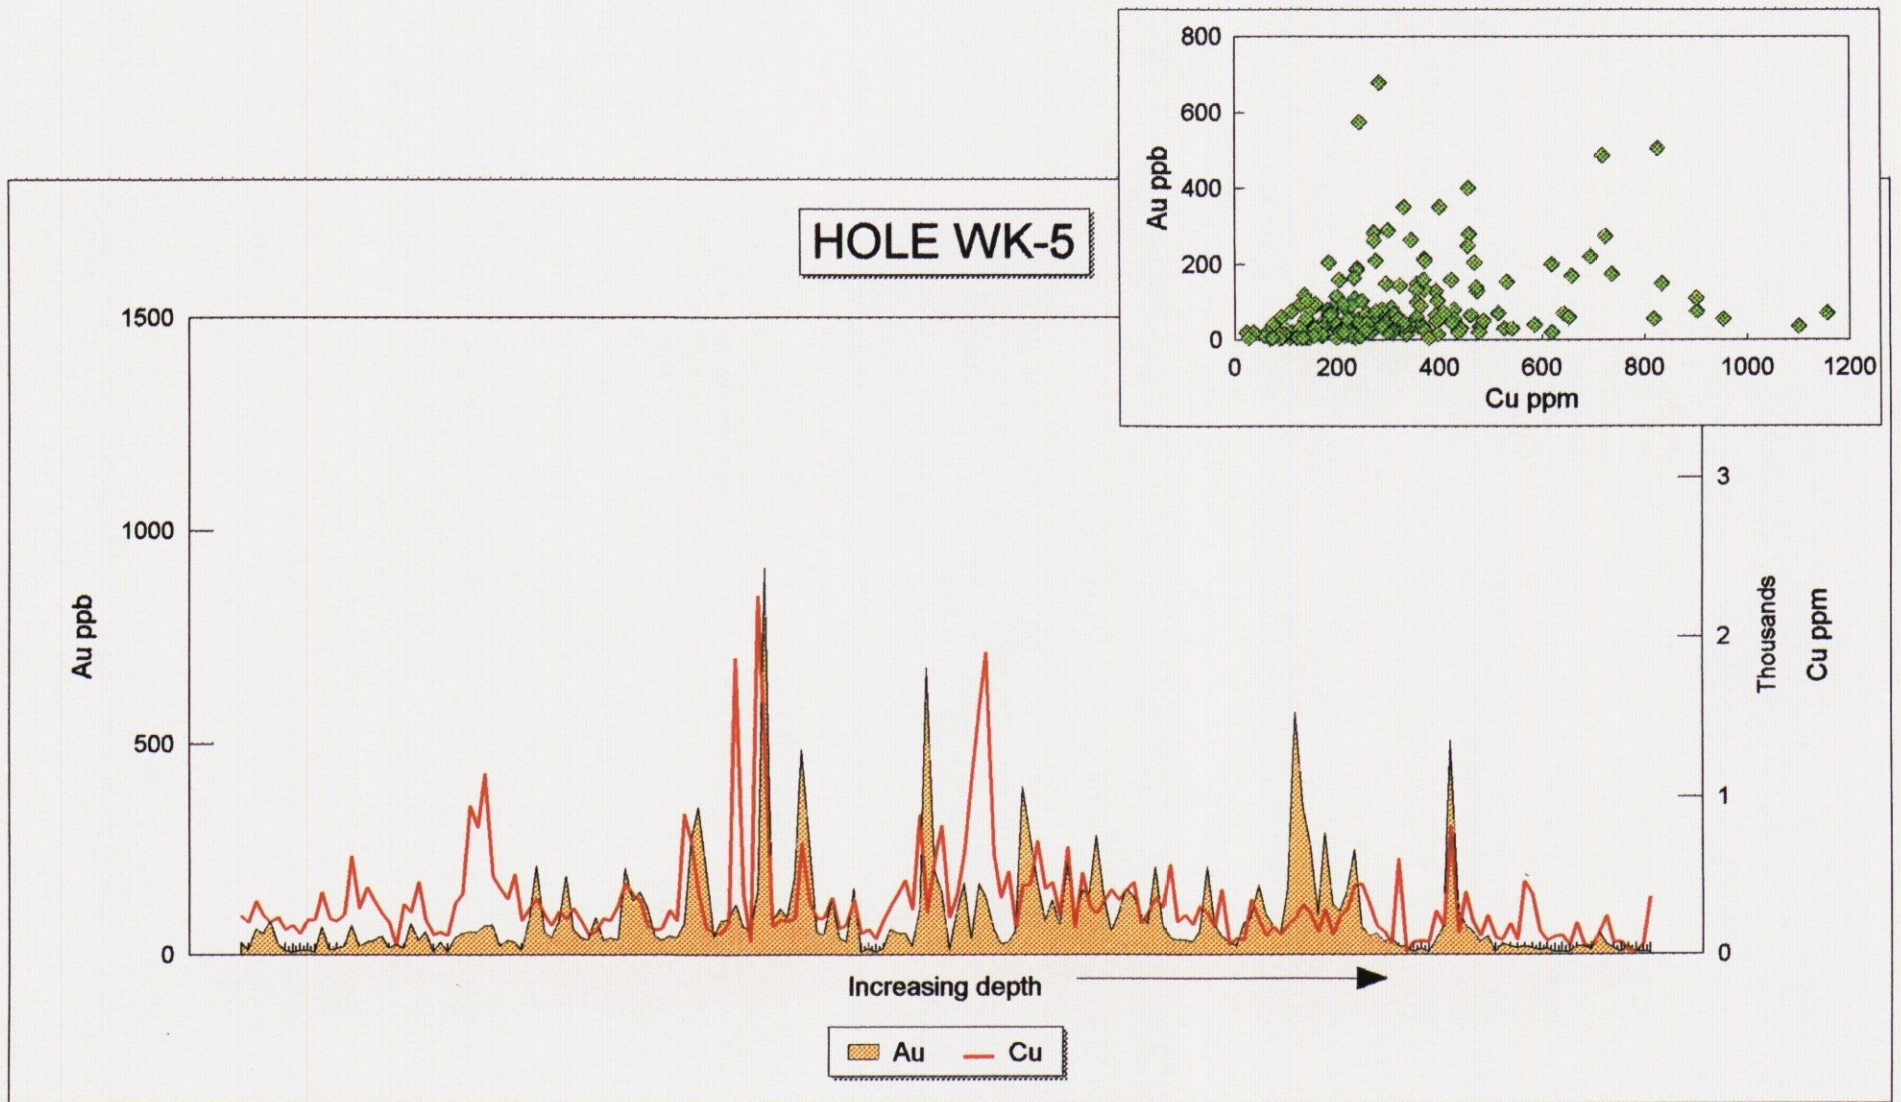 HOLE WK-5
800
600
400
200
0
Au ppb
0 200 400 600 800 1000 1200
Cu ppm
1500
1000
500
0
Au ppb
3
2
1
0
Thousands
Cu ppm
Increasing depth
Au Cu